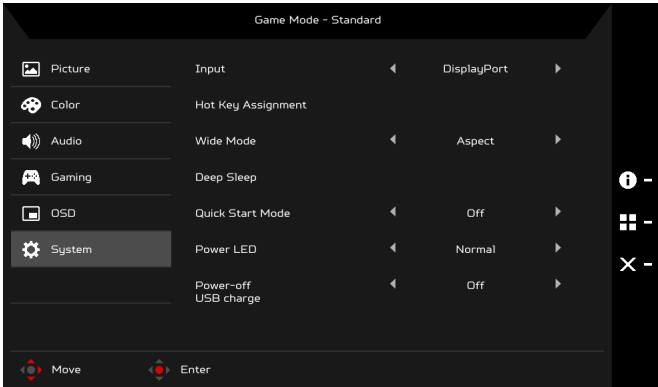 Game Mode - Standard
Picture
Input
DisplayPort
Color
Hot Key Assignment
Audio
Wide Mode
Aspect
Gaming
Deep Sleep
OSD
Quick Start Mode
Off
System
Power LED
Normal
Power-off
USB charge
Off
Move
Enter